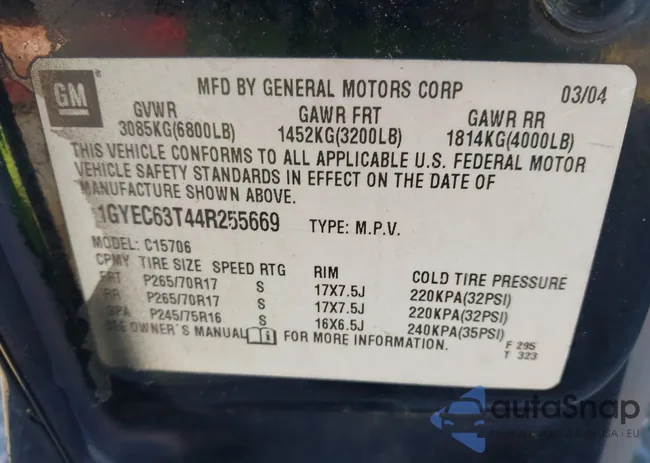 GM
MFD BY GENERAL MOTORS CORP 03/04
GVWR GAWR FRT GAWR RR
3085KG(6800LB) 1452KG(3200LB) 1814KG(4000LB)
THIS VEHICLE CONFORMS TO ALL APPLICABLE U.S. FEDERAL MOTOR
VEHICLE SAFETY STANDARDS IN EFFECT ON THE DATE OF
MANUFACTURE SHOWN ABOVE.
1GYEC63T44R255669 TYPE: M.P.V.
MODEL: C15706
CPMY TIRE SIZE SPEED RTG RIM COLD TIRE PRESSURE
FRT P265/70R17 S 17X7.5J 220KPA(32PSI)
RR P265/70R17 S 17X7.5J 220KPA(32PSI)
SPA P245/75R16 S 16X6.5J 240KPA(35PSI)
SEE OWNER'S MANUAL FOR MORE INFORMATION.
F 295
T 323
autoSnap